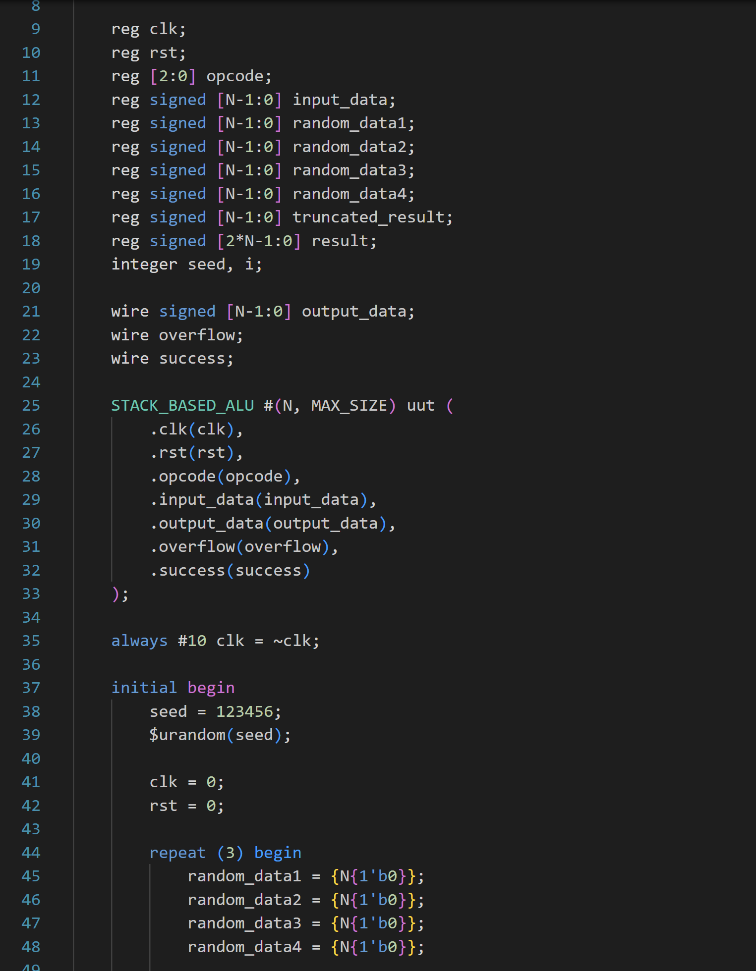 8
9 reg clk;
10 reg rst;
11 reg [2:0] opcode;
12 reg signed [N-1:0] input_data;
13 reg signed [N-1:0] random_data1;
14 reg signed [N-1:0] random_data2;
15 reg signed [N-1:0] random_data3;
16 reg signed [N-1:0] random_data4;
17 reg signed [N-1:0] truncated_result;
18 reg signed [2*N-1:0] result;
19 integer seed, i;
20
21 wire signed [N-1:0] output_data;
22 wire overflow;
23 wire success;
24
25 STACK_BASED_ALU #(N, MAX_SIZE) uut (
26 .clk(clk),
27 .rst(rst),
28 .opcode(opcode),
29 .input_data(input_data),
30 .output_data(output_data),
31 .overflow(overflow),
32 .success(success)
33 );
34
35 always #10 clk = ~clk;
36
37 initial begin
38 seed = 123456;
39 $urandom(seed);
40
41 clk = 0;
42 rst = 0;
43
44 repeat (3) begin
45 random_data1 = {N{1'b0}};
46 random_data2 = {N{1'b0}};
47 random_data3 = {N{1'b0}};
48 random_data4 = {N{1'b0}};
49